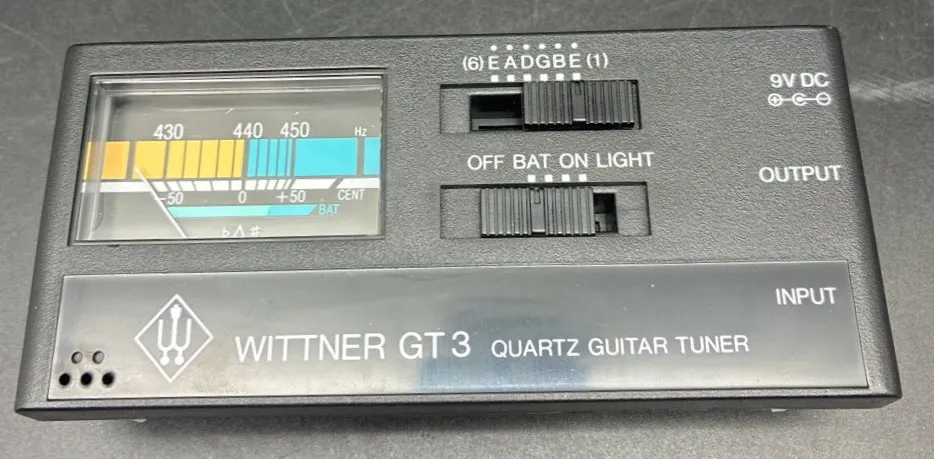 (6) E A D G B E (1)
9V DC
430 440 450 Hz
OFF BAT ON LIGHT
OUTPUT
-50 0 +50 CENT
BAT
b #
INPUT
WITTNER GT3 QUARTZ GUITAR TUNER